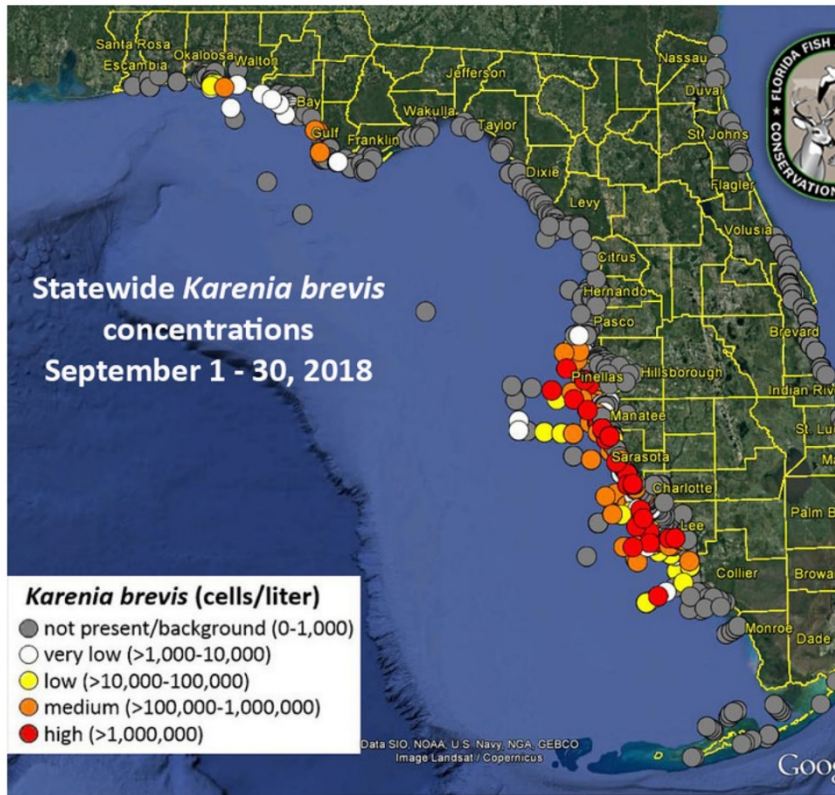 Santa Rosa
Okaloosa
Escambia
Walton
Bay
Gulf
Franklin
Wakulla
Jefferson
Taylor
Dixie
Levy
Citrus
Hernando
Pasco
Pinellas
Hillsborough
Manatee
Sarasota
Charlotte
Lee
Collier
Monroe
Dade
Browa
Palm B
Ma
St. Lu
Indian Riv
Brevard
Volusia
Flagler
St. Johns
Duval
Nassau
FLORIDA FISH
CONSERVATION
Statewide Karenia brevis
concentrations
September 1 - 30, 2018
Karenia brevis (cells/liter)
not present/background (0-1,000)
very low (>1,000-10,000)
low (>10,000-100,000)
medium (>100,000-1,000,000)
high (>1,000,000)
Data SIO, NOAA, U.S. Navy, NGA, GEBCO
Image Landsat / Copernicus
Goog